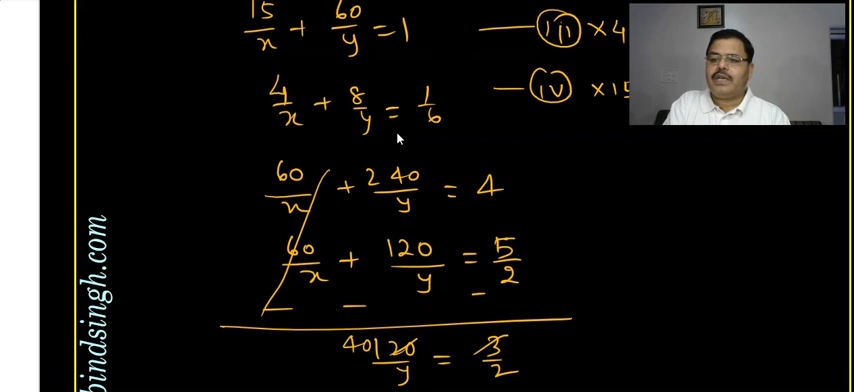 15/x + 60/y = 1 —— (iii) × 4
4/x + 8/y = 1/6 — (iv) × 15
60/x + 240/y = 4
60/x + 120/y = 5/2
— — –
40 120/y = 3/2
bindsingh.com